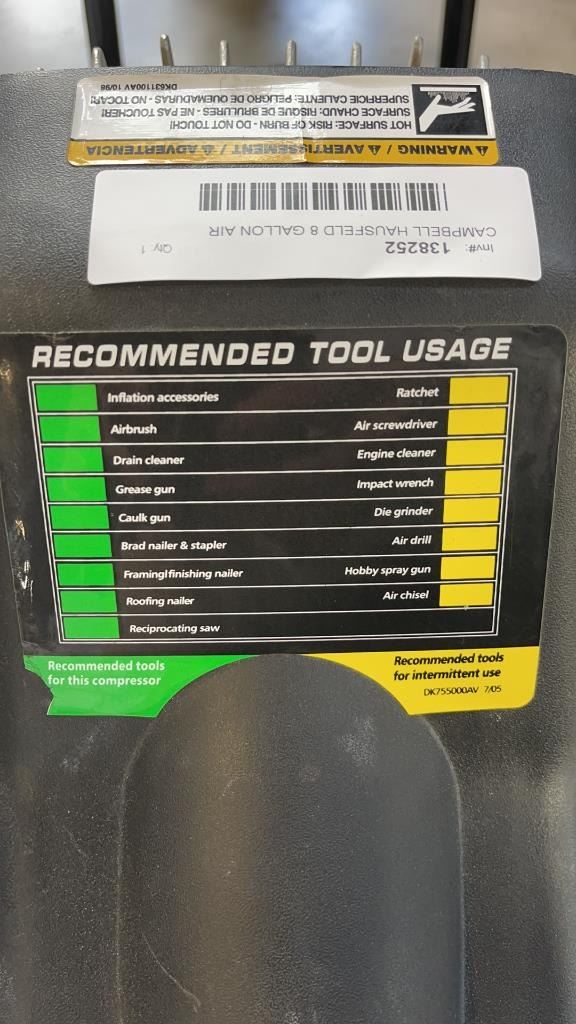 ⚠ WARNING / ⚠ AVERTISSEMENT / ⚠ ADVERTENCIA
HOT SURFACE: RISK OF BURN - DO NOT TOUCH!
SURFACE CHAUD: RISQUE DE BRULURES - NE PAS TOUCHER!
SUPERFICIE CALIENTE: PELIGRO DE QUEMADURAS - NO TOCAR!
DK631100AV 10/98
Inv#: 138252 Qty: 1
CAMPBELL HAUSFELD 8 GALLON AIR
RECOMMENDED TOOL USAGE
Inflation accessories Ratchet
Airbrush Air screwdriver
Drain cleaner Engine cleaner
Grease gun Impact wrench
Caulk gun Die grinder
Brad nailer & stapler Air drill
Framing/finishing nailer Hobby spray gun
Roofing nailer Air chisel
Reciprocating saw
Recommended tools
for this compressor
Recommended tools
for intermittent use
DK755000AV 7/05